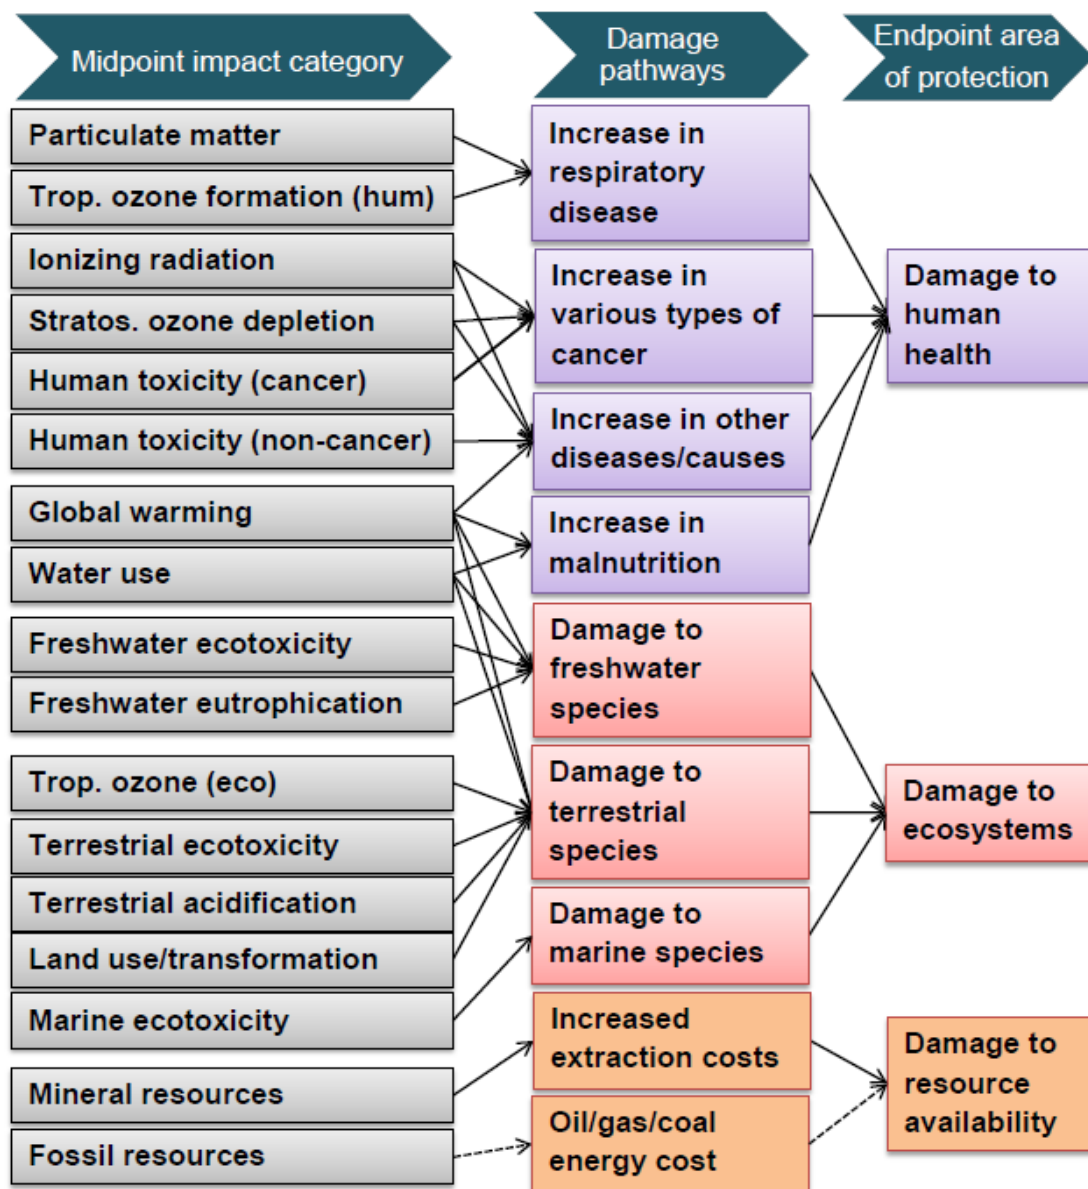 Midpoint impact category
Damage
pathways
Endpoint area
of protection
Particulate matter
Trop. ozone formation (hum)
Ionizing radiation
Stratos. ozone depletion
Human toxicity (cancer)
Human toxicity (non-cancer)
Global warming
Water use
Freshwater ecotoxicity
Freshwater eutrophication
Trop. ozone (eco)
Terrestrial ecotoxicity
Terrestrial acidification
Land use/transformation
Marine ecotoxicity
Mineral resources
Fossil resources
Increase in
respiratory
disease
Increase in
various types of
cancer
Increase in other
diseases/causes
Increase in
malnutrition
Damage to
freshwater
species
Damage to
terrestrial
species
Damage to
marine species
Increased
extraction costs
Oil/gas/coal
energy cost
Damage to
human
health
Damage to
ecosystems
Damage to
resource
availability